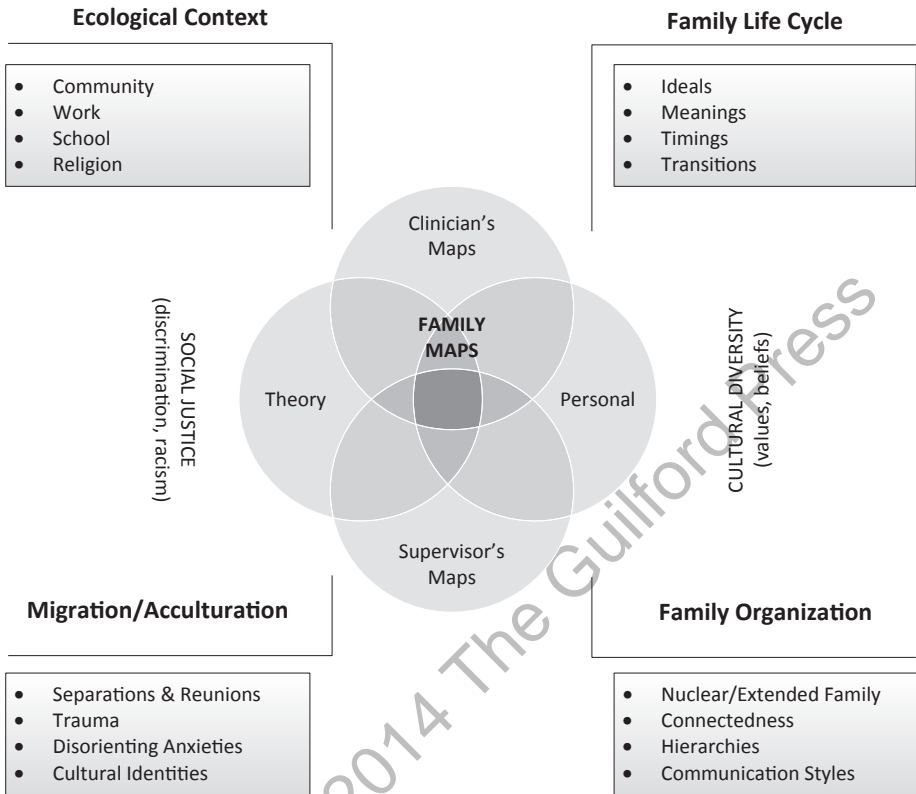 Ecological Context
• Community
• Work
• School
• Religion
Family Life Cycle
• Ideals
• Meanings
• Timings
• Transitions
Clinician’s
Maps
FAMILY
MAPS
Theory
Personal
Supervisor’s
Maps
SOCIAL JUSTICE
(discrimination, racism)
CULTURAL DIVERSITY
(values, beliefs)
Migration/Acculturation
• Separations & Reunions
• Trauma
• Disorienting Anxieties
• Cultural Identities
Family Organization
• Nuclear/Extended Family
• Connectedness
• Hierarchies
• Communication Styles
2014 The Guilford Press